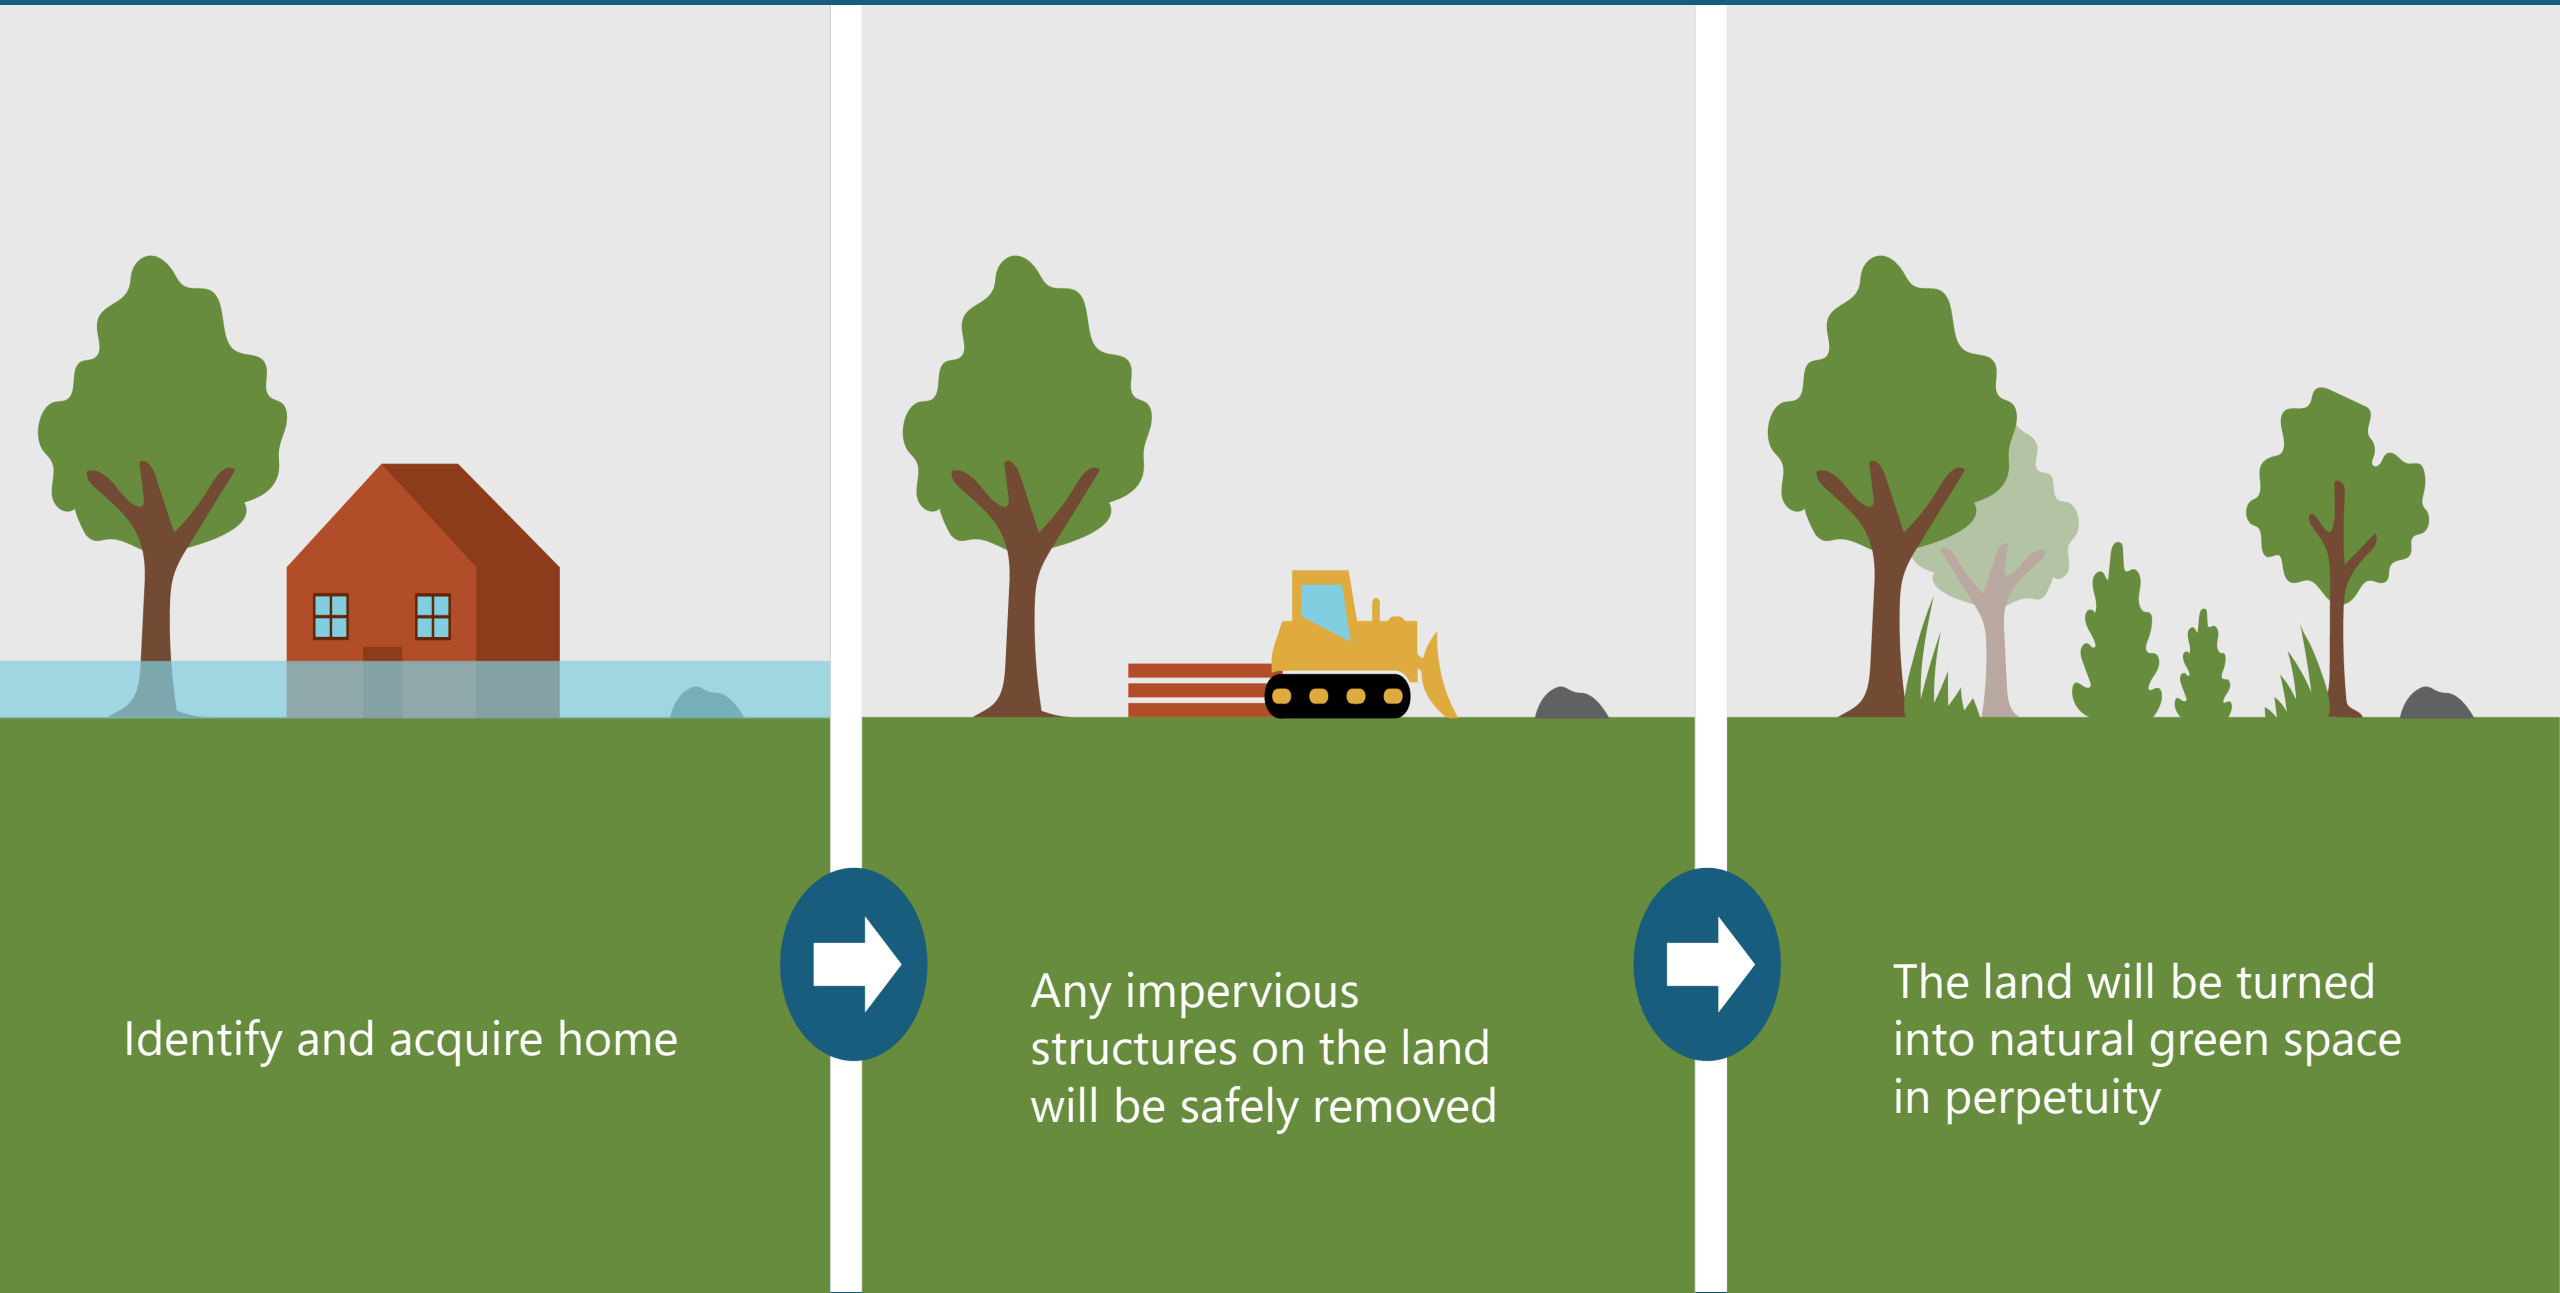 Identify and acquire home
Any impervious
structures on the land
will be safely removed
The land will be turned
into natural green space
in perpetuity